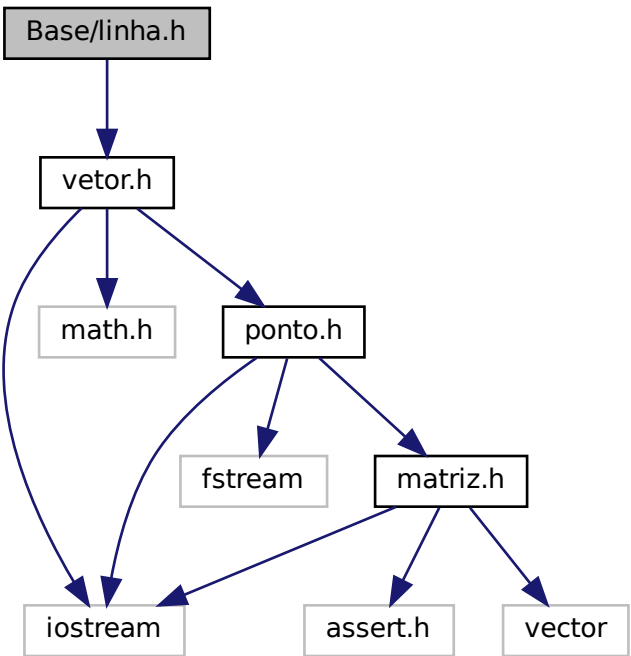 Base/linha.h
vetor.h
math.h
ponto.h
fstream
matriz.h
iostream
assert.h
vector